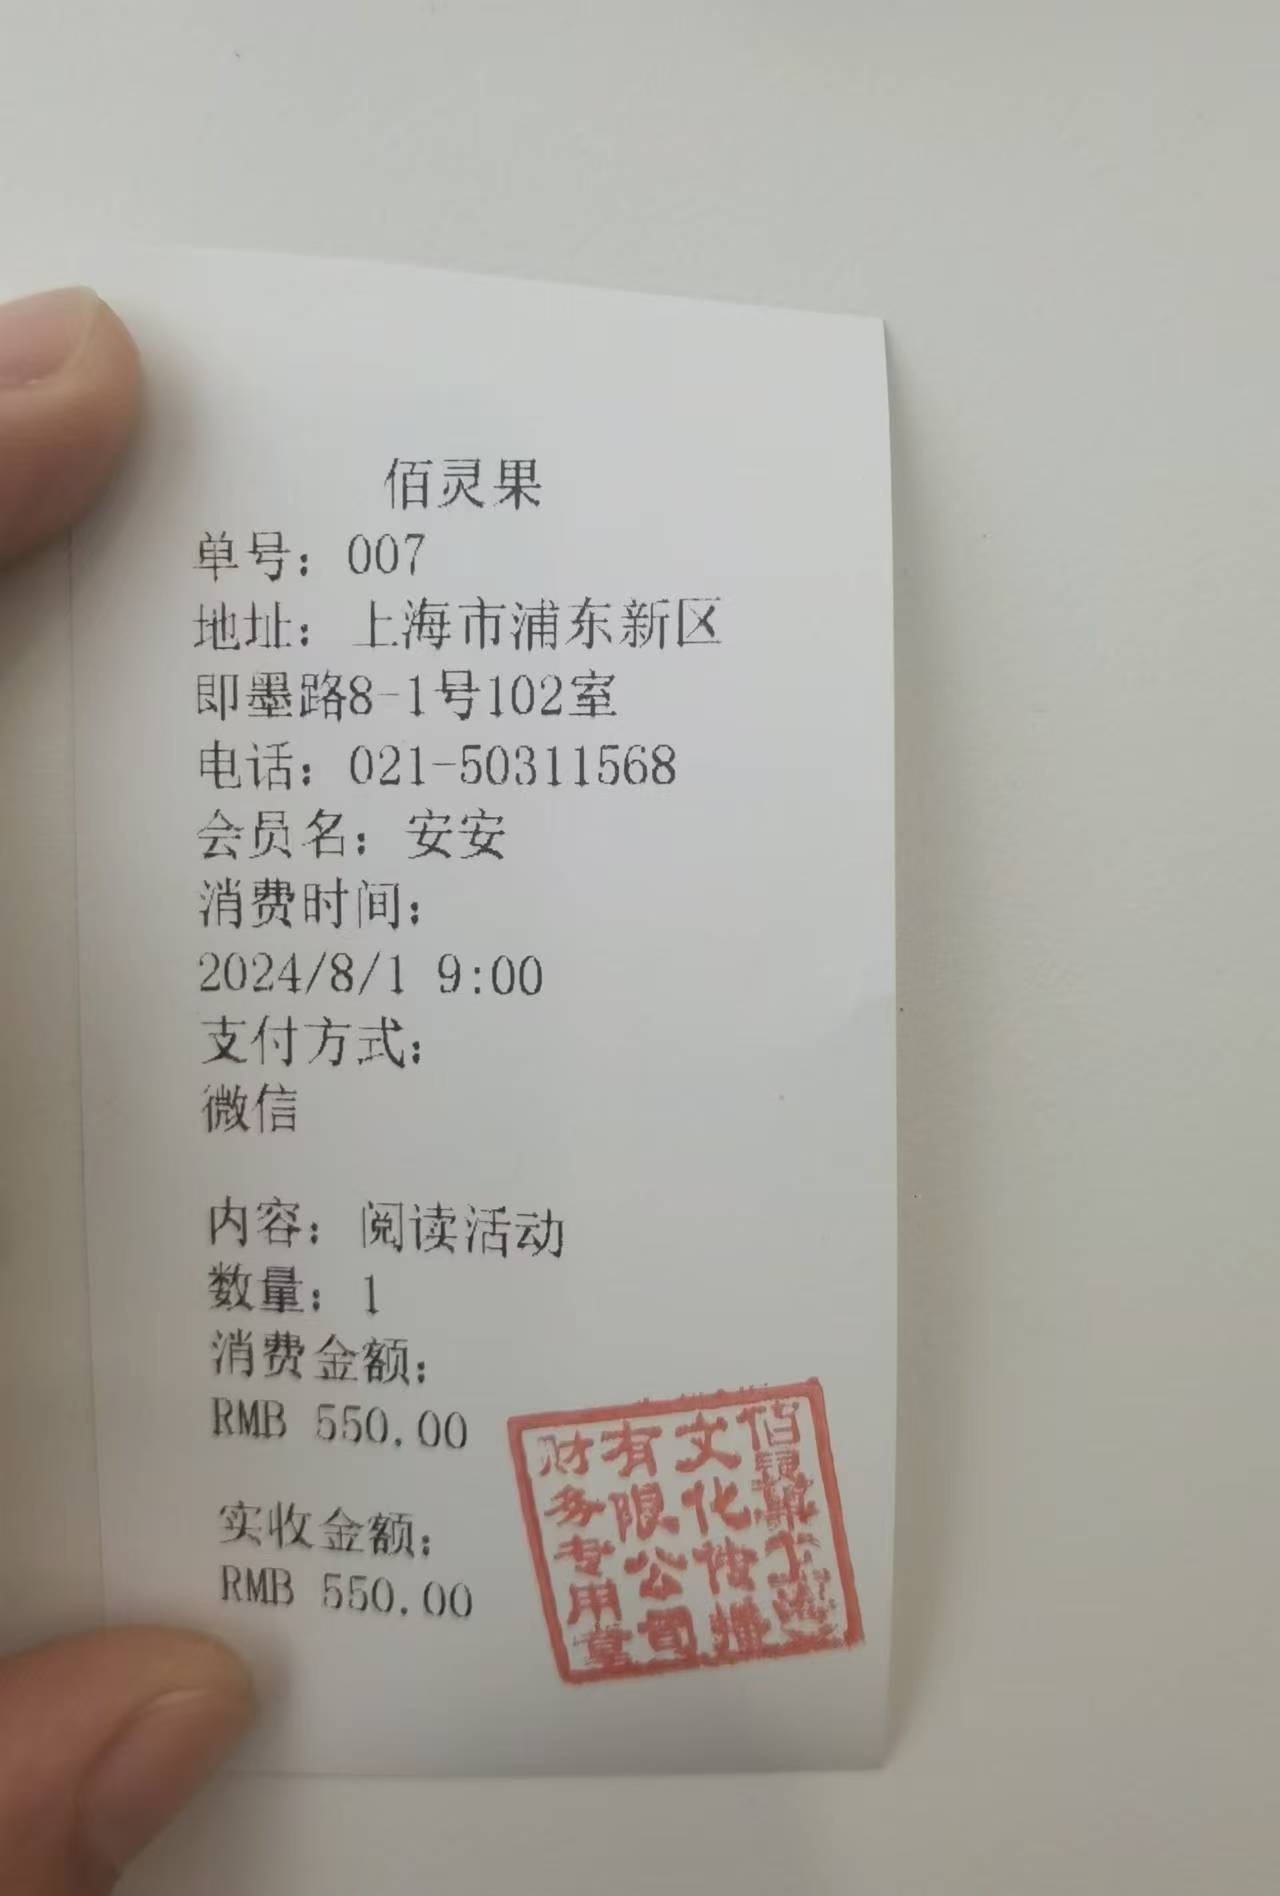 佰灵果
单号：007
地址：上海市浦东新区
即墨路8-1号102室
电话：021-50311568
会员名：安安
消费时间：
2024/8/1 9:00
支付方式：
微信
内容：阅读活动
数量：1
消费金额：
RMB 550.00
实收金额：
RMB 550.00
佰灵果
文化传播
有限公司
财务专用章